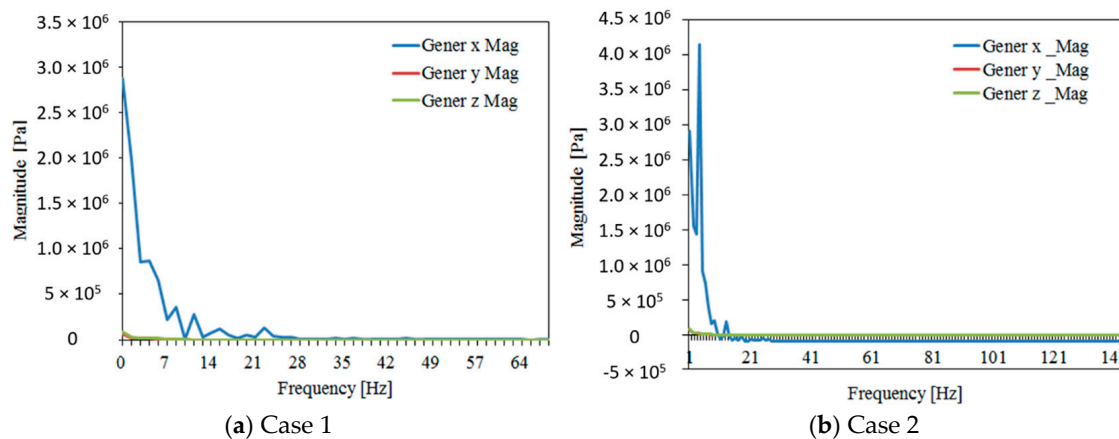 3.5 × 10⁶
3.0 × 10⁶
2.5 × 10⁶
2.0 × 10⁶
1.5 × 10⁶
1.0 × 10⁶
5 × 10⁵
0
Magnitude [Pa]
Gener x Mag
Gener y Mag
Gener z Mag
0 7 14 21 28 35 42 49 56 64
Frequency [Hz]
(a) Case 1
4.5 × 10⁶
4.0 × 10⁶
3.5 × 10⁶
3.0 × 10⁶
2.5 × 10⁶
2.0 × 10⁶
1.5 × 10⁶
1.0 × 10⁶
5 × 10⁵
0
-5 × 10⁵
Magnitude [Pa]
Gener x _Mag
Gener y _Mag
Gener z _Mag
1 21 41 61 81 101 121 14
Frequency [Hz]
(b) Case 2